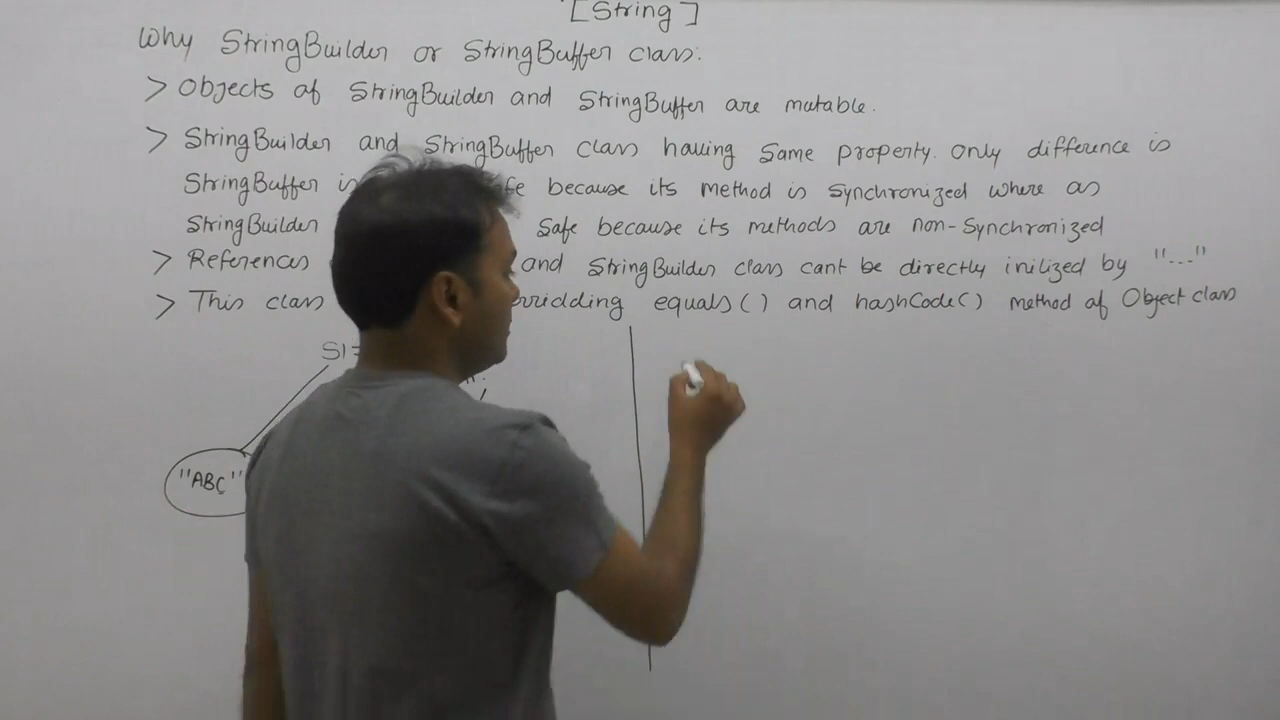 [String]
Why StringBuilder or StringBuffer class:
> Objects of StringBuilder and StringBuffer are mutable.
> StringBuilder and StringBuffer class having same property. Only difference is
StringBuffer is because its method is synchronized where as
StringBuilder safe because its methods are non-synchronized
> References and StringBuilder class cant be directly inilized by "..."
> This class equals() and hashCode() method of Object class
S1=
"ABC"